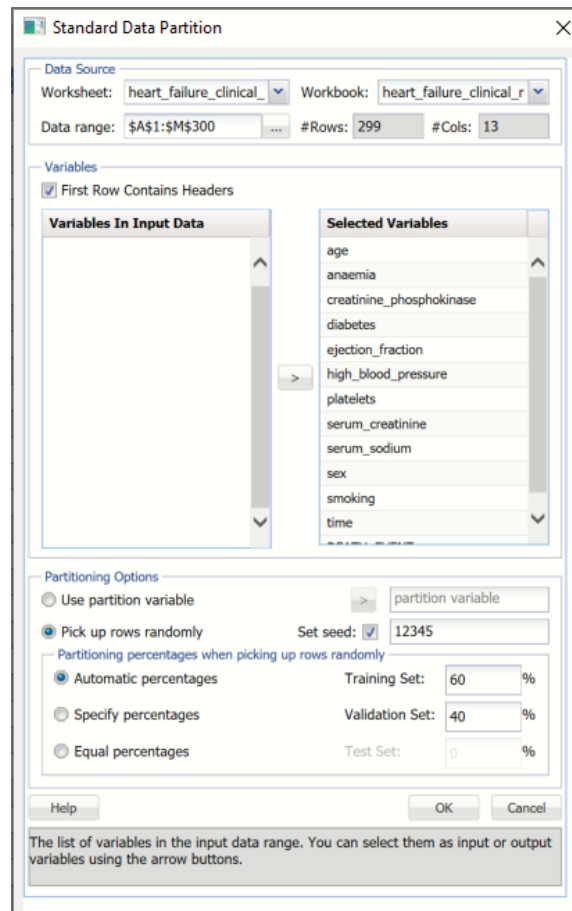 Standard Data Partition
Data Source
Worksheet: heart_failure_clinical_ Workbook: heart_failure_clinical_r
Data range: $A$1:$M$300 ... #Rows: 299 #Cols: 13
Variables
First Row Contains Headers
Variables In Input Data Selected Variables
age
anaemia
creatinine_phosphokinase
diabetes
ejection_fraction
>
high_blood_pressure
platelets
serum_creatinine
serum_sodium
sex
smoking
time
DEATH_EVENT
Partitioning Options
Use partition variable > partition variable
Pick up rows randomly Set seed: 12345
Partitioning percentages when picking up rows randomly
Automatic percentages Training Set: 60 %
Specify percentages Validation Set: 40 %
Equal percentages Test Set: 0 %
Help OK Cancel
The list of variables in the input data range. You can select them as input or output
variables using the arrow buttons.